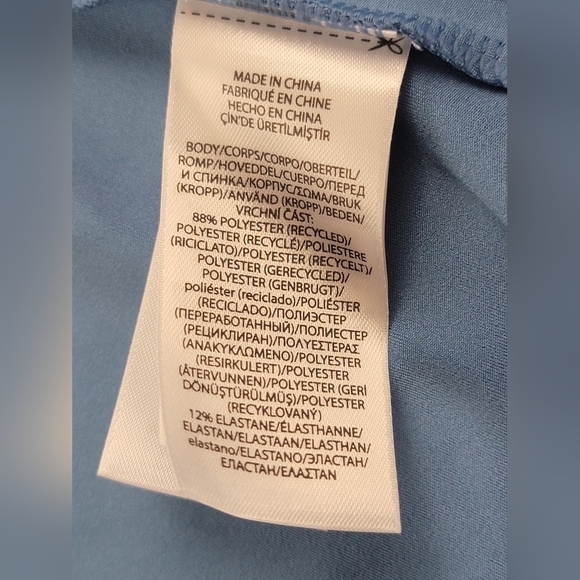 MADE IN CHINA
FABRIQUÉ EN CHINE
HECHO EN CHINA
ÇİN'DE ÜRETİLMİŞTİR
BODY/CORPS/CORPO/OBERTEIL/
ROMP/HOVEDDEL/CUERPO/ПЕРЕД
И СПИНКА/КОРПУС/ΣΩΜΑ/BRUK
(KROPP)/ANVÄND (KROPP)/BEDEN/
VRCHNÍ ČÁST:
88% POLYESTER (RECYCLED)/
POLYESTER (RECYCLÉ)/POLIESTERE
(RICICLATO)/POLYESTER (RECYCELT)/
POLYESTER (GERECYCLED)/
POLYESTER (GENBRUGT)/
poliéster (reciclado)/POLIÉSTER
(RECICLADO)/ПОЛИЭСТЕР
(ПЕРЕРАБОТАННЫЙ)/ПОЛИЕСТЕР
(РЕЦИКЛИРАН)/ΠΟΛΥΕΣΤΕΡΑΣ
(ΑΝΑΚΥΚΛΩΜΕΝΟ)/POLYESTER
(RESIRKULERT)/POLYESTER
(ÅTERVUNNEN)/POLYESTER (GERİ
DÖNÜŞTÜRÜLMÜŞ)/POLYESTER
(RECYKLOVANÝ)
12% ELASTANE/ÉLASTHANNE/
ELASTAN/ELASTAAN/ELASTHAN/
elastano/ELASTANO/ЭЛАСТАН/
ЕЛАСТАН/ΕΛΑΣΤΑΝ